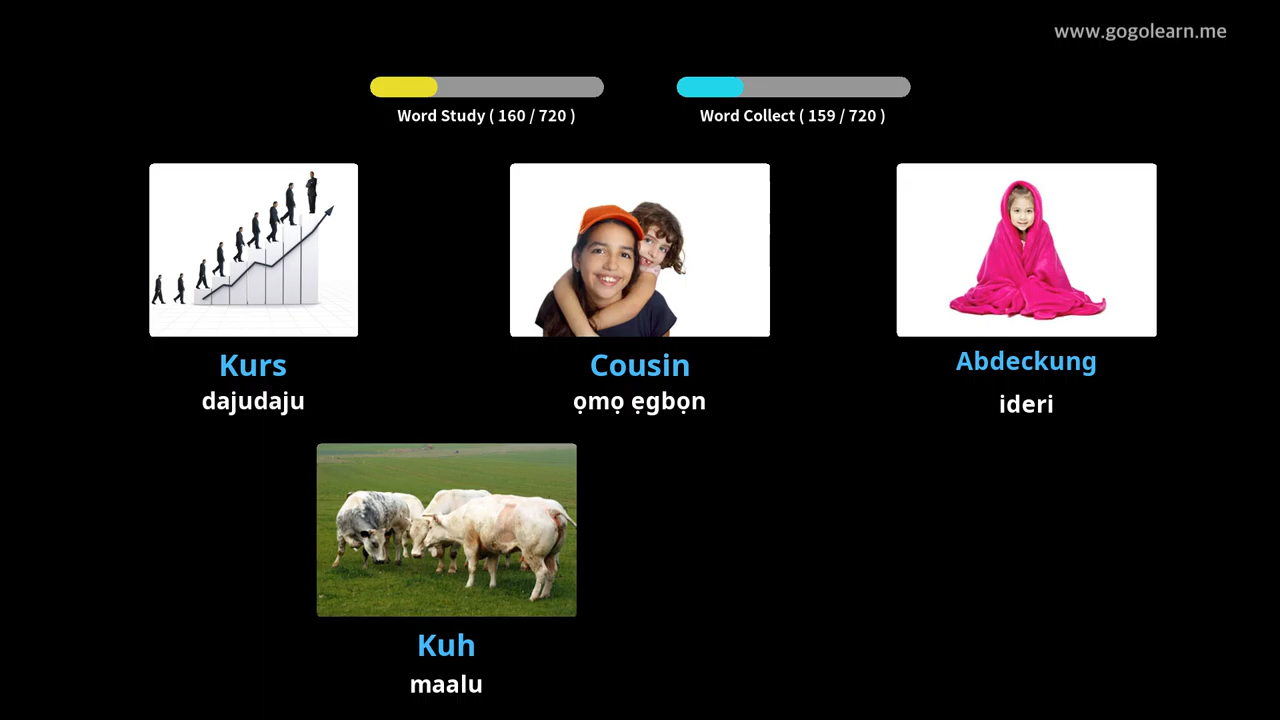 www.gogolearn.me
Word Study ( 160 / 720 )
Word Collect ( 159 / 720 )
Kurs
dajudaju
Cousin
ọmọ ẹgbọn
Abdeckung
ideri
Kuh
maalu